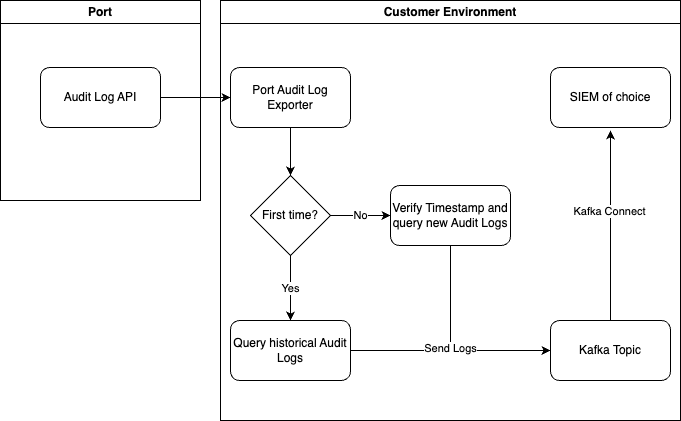 Port
Customer Environment
Audit Log API
Port Audit Log
Exporter
SIEM of choice
First time?
No
Verify Timestamp and
query new Audit Logs
Kafka Connect
Yes
Query historical Audit
Logs
Send Logs
Kafka Topic